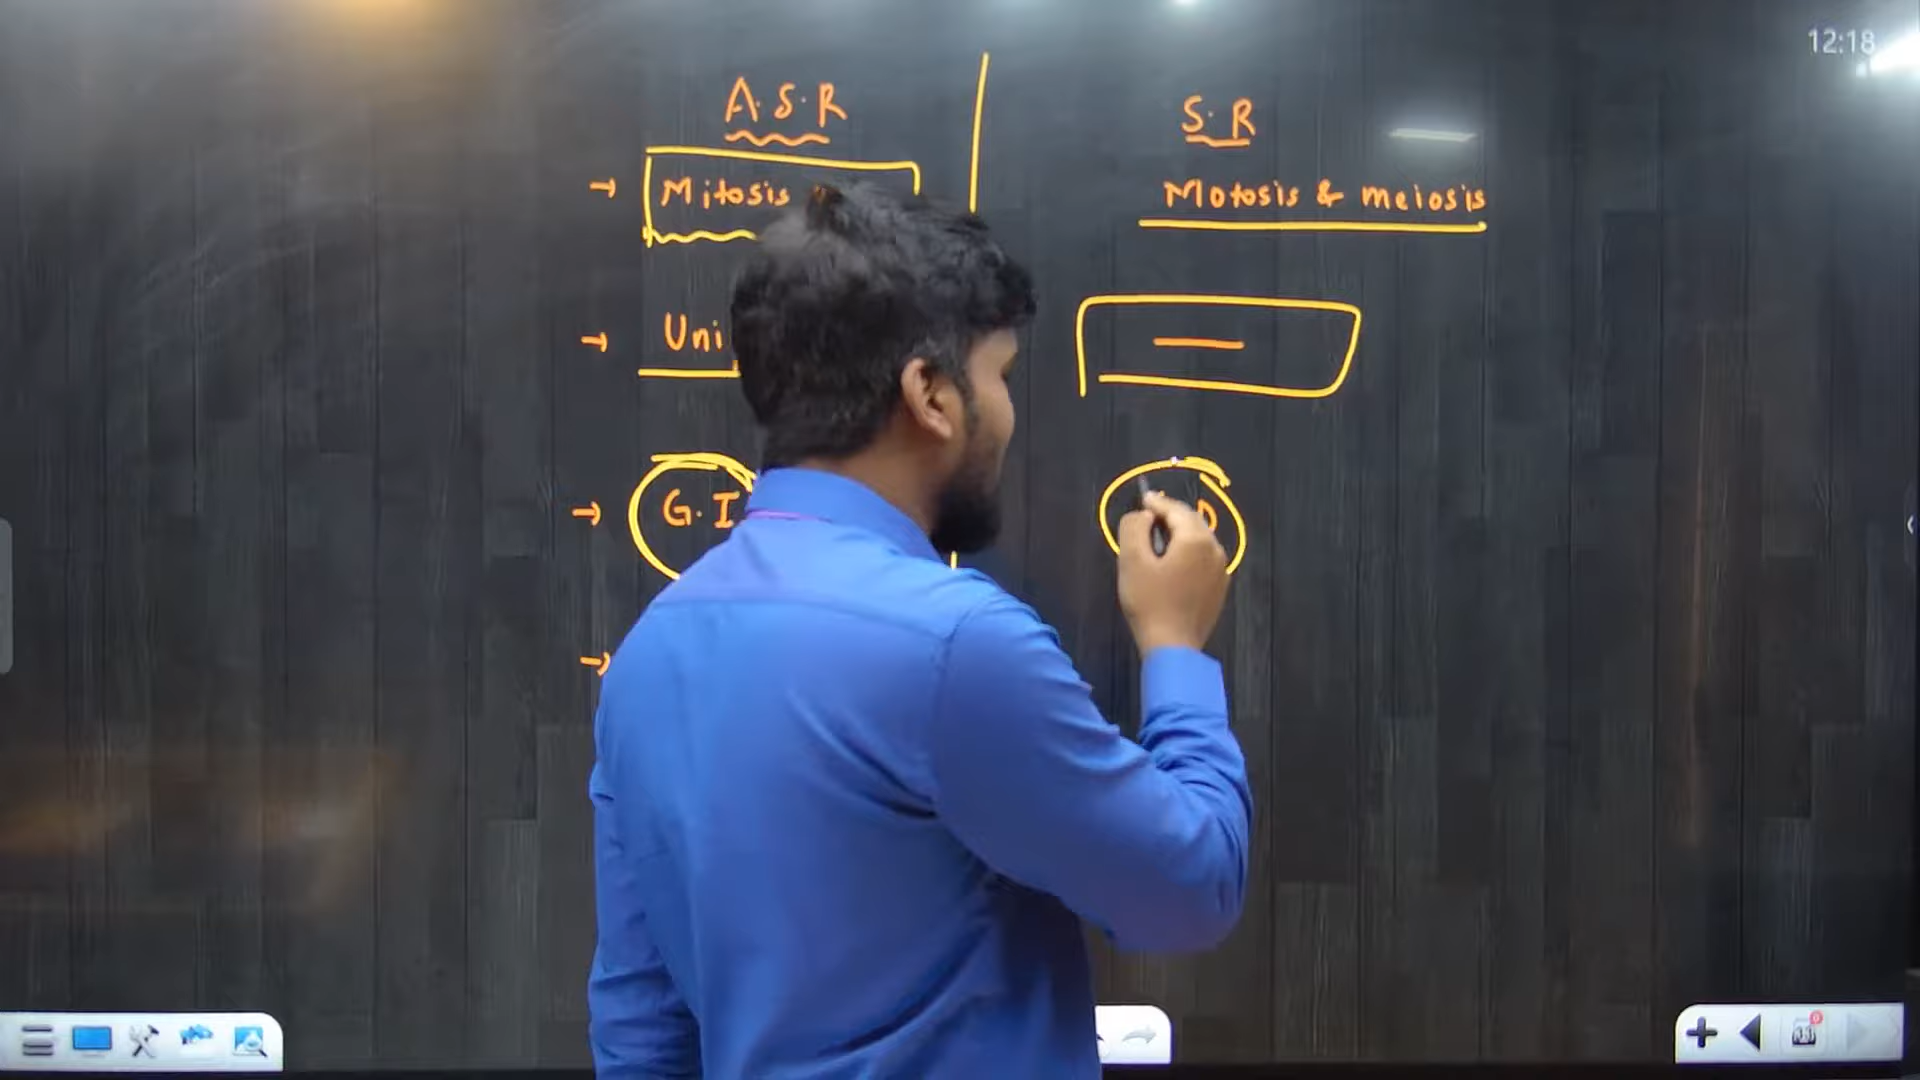 12:18
A.S.R
S.R
→ Mitosis
Motosis & meiosis
→ Uni
→ G.I
D
→